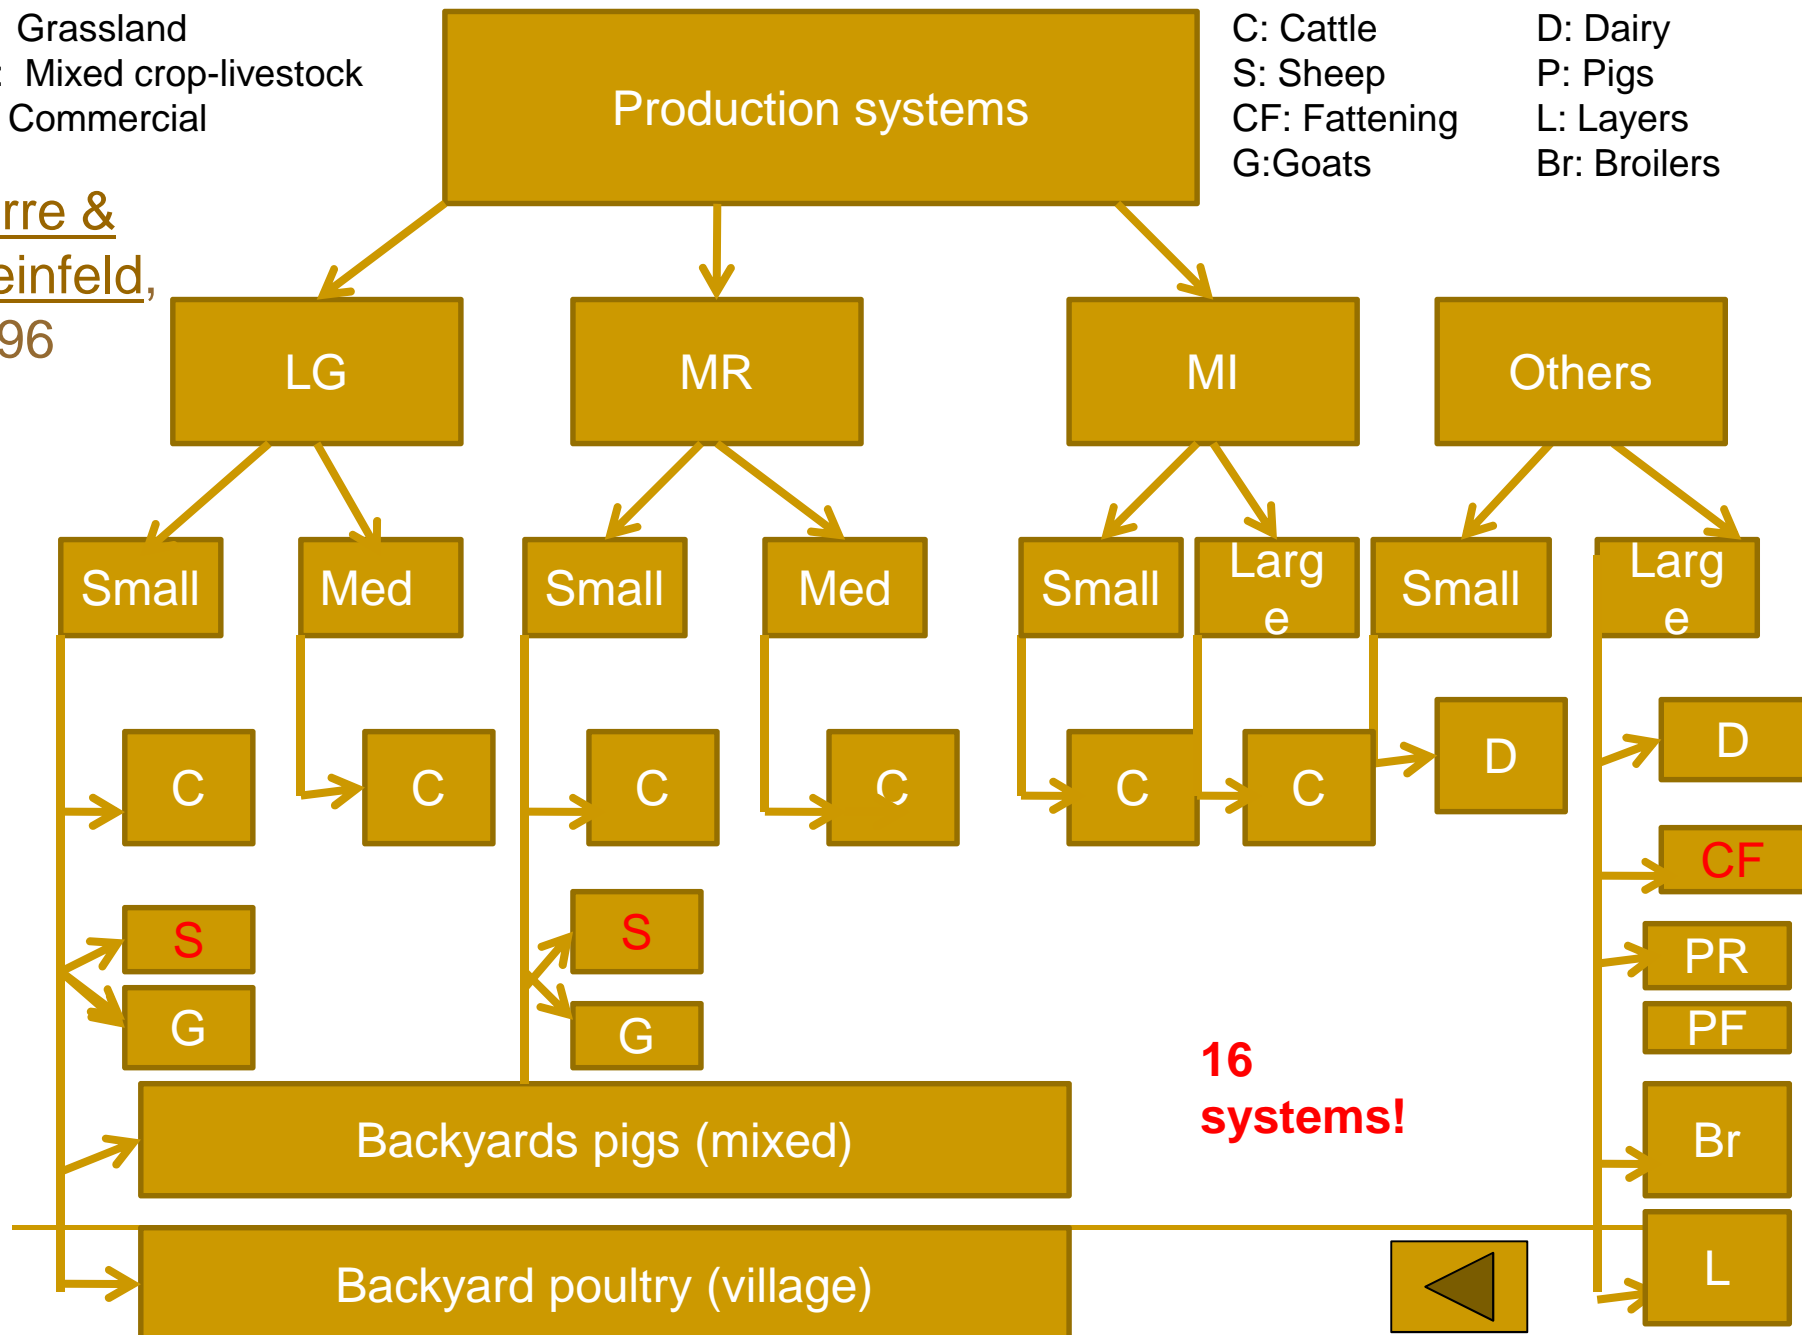 Grassland
: Mixed crop-livestock
Commercial
rre &
einfeld,
96
Production systems
C: Cattle
S: Sheep
CF: Fattening
G:Goats
D: Dairy
P: Pigs
L: Layers
Br: Broilers
LG
MR
MI
Others
Small
Med
Small
Med
Small
Larg
e
Small
Larg
e
C
C
C
C
C
C
D
D
CF
S
S
PR
G
G
PF
16
systems!
Backyards pigs (mixed)
Br
Backyard poultry (village)
L